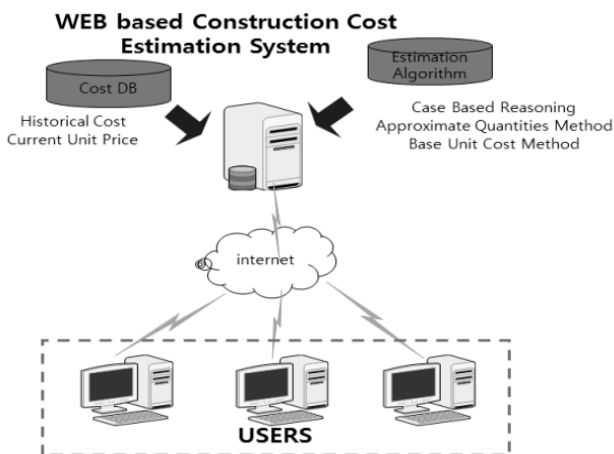 WEB based Construction Cost
Estimation System
Cost DB
Historical Cost
Current Unit Price
Estimation
Algorithm
Case Based Reasoning
Approximate Quantities Method
Base Unit Cost Method
internet
USERS